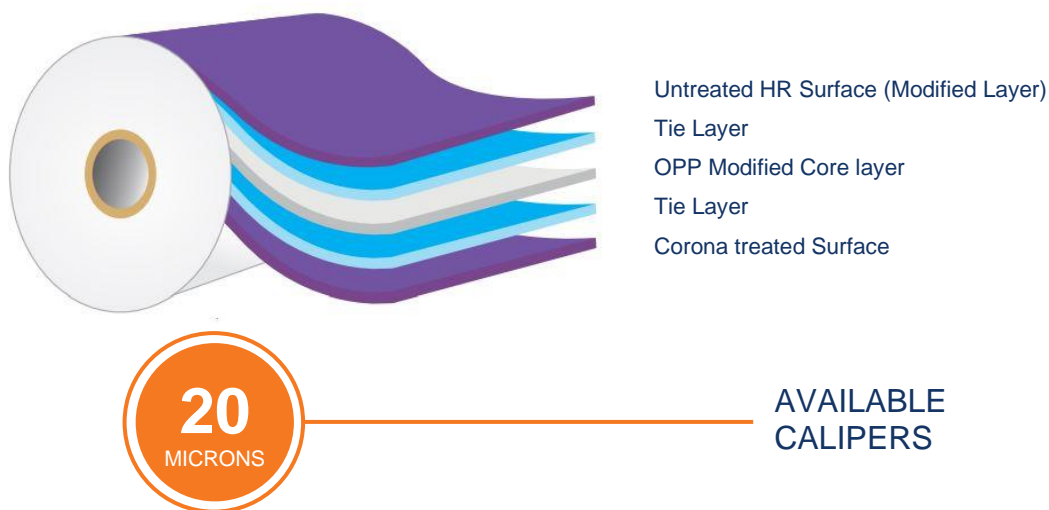 Untreated HR Surface (Modified Layer)
Tie Layer
OPP Modified Core layer
Tie Layer
Corona treated Surface
20
MICRONS
AVAILABLE
CALIPERS